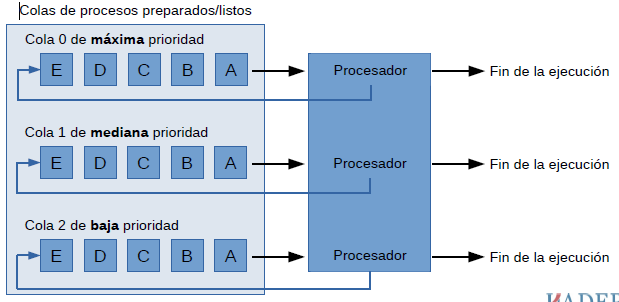 Colas de procesos preparados/listos
Cola 0 de máxima prioridad
E D C B A Procesador Fin de la ejecución
Cola 1 de mediana prioridad
E D C B A Procesador Fin de la ejecución
Cola 2 de baja prioridad
E D C B A Procesador Fin de la ejecución